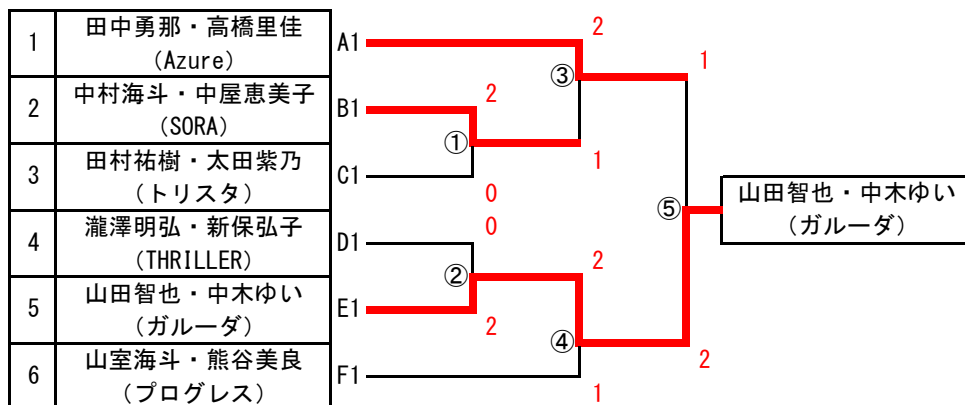 1
田中勇那・高橋里佳
(Azure)
A1
2
中村海斗・中屋恵美子
(SORA)
B1
3
田村祐樹・太田紫乃
(トリスタ)
C1
4
瀧澤明弘・新保弘子
(THRILLER)
D1
5
山田智也・中木ゆい
(ガルーダ)
E1
6
山室海斗・熊谷美良
(プログレス)
F1
2
①
0
0
②
2
2
③
1
2
④
1
1
⑤
2
山田智也・中木ゆい
(ガルーダ)